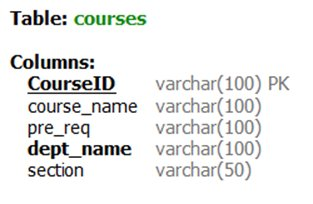 Table: courses
Columns:
CourseID varchar(100) PK
course_name varchar(100)
pre_req varchar(100)
dept_name varchar(100)
section varchar(50)